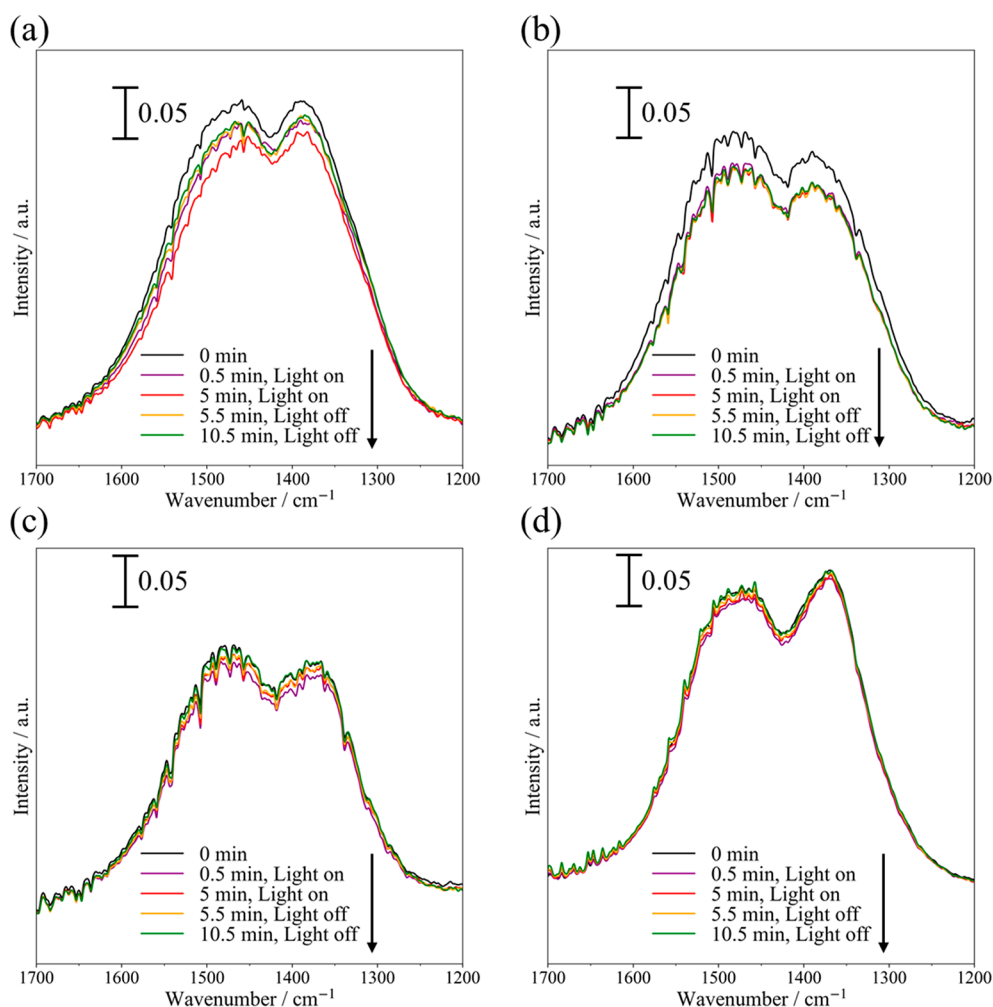 (a)
0.05
Intensity / a.u.
0 min
0.5 min, Light on
5 min, Light on
5.5 min, Light off
10.5 min, Light off
1700 1600 1500 1400 1300 1200
Wavenumber / cm⁻¹
(b)
0.05
Intensity / a.u.
0 min
0.5 min, Light on
5 min, Light on
5.5 min, Light off
10.5 min, Light off
1700 1600 1500 1400 1300 1200
Wavenumber / cm⁻¹
(c)
0.05
Intensity / a.u.
0 min
0.5 min, Light on
5 min, Light on
5.5 min, Light off
10.5 min, Light off
1700 1600 1500 1400 1300 1200
Wavenumber / cm⁻¹
(d)
0.05
Intensity / a.u.
0 min
0.5 min, Light on
5 min, Light on
5.5 min, Light off
10.5 min, Light off
1700 1600 1500 1400 1300 1200
Wavenumber / cm⁻¹